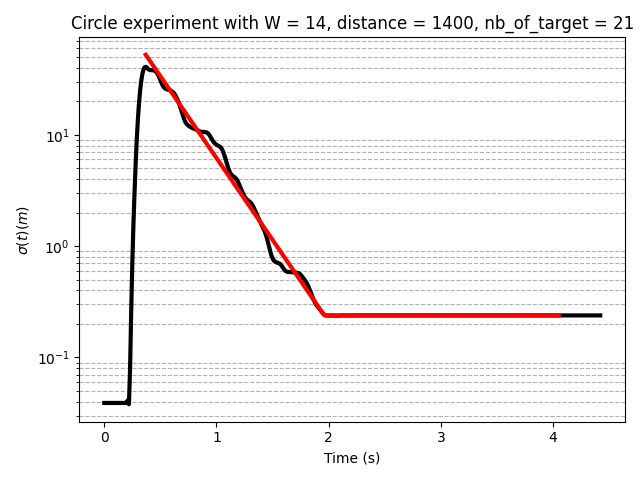 Circle experiment with W = 14, distance = 1400, nb_of_target = 21
10¹
10⁰
10⁻¹
σ(t)(m)
0 1 2 3 4
Time (s)